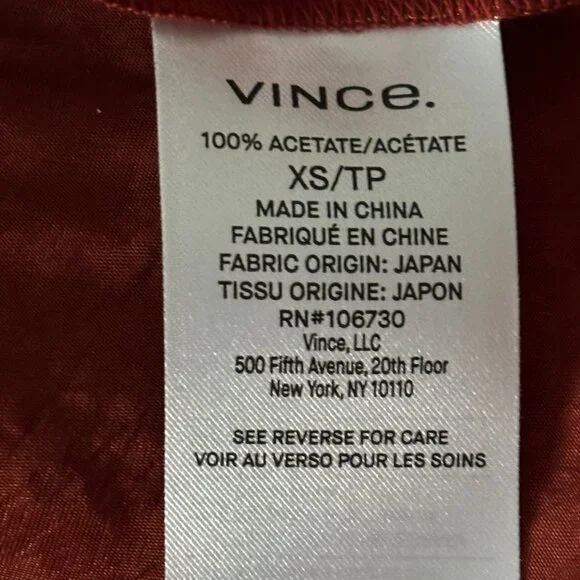 VINCe.
100% ACETATE/ACÉTATE
XS/TP
MADE IN CHINA
FABRIQUÉ EN CHINE
FABRIC ORIGIN: JAPAN
TISSU ORIGINE: JAPON
RN#106730
Vince, LLC
500 Fifth Avenue, 20th Floor
New York, NY 10110
SEE REVERSE FOR CARE
VOIR AU VERSO POUR LES SOINS